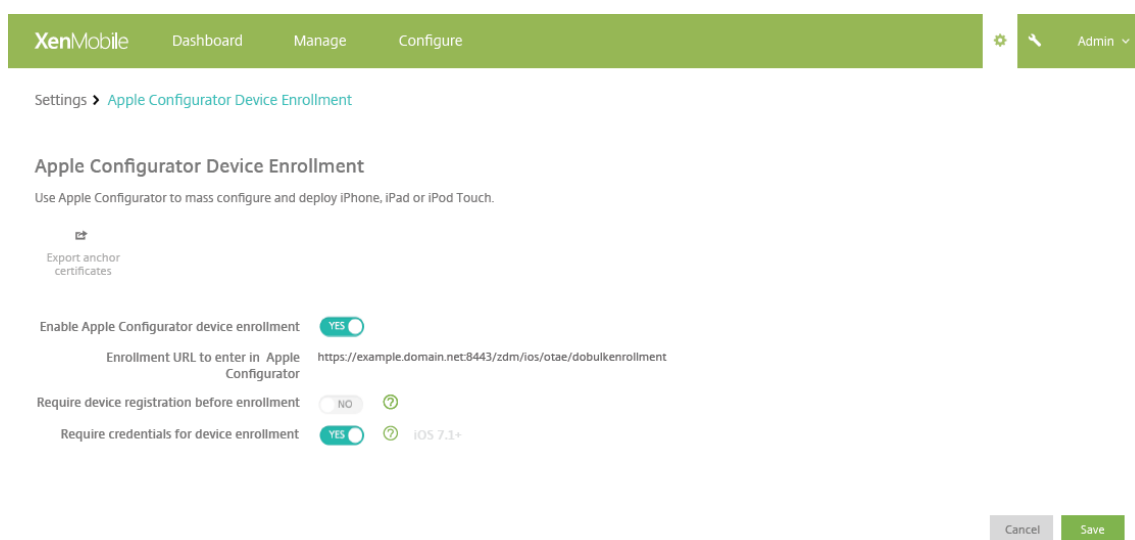 XenMobile Dashboard Manage Configure Admin
Settings > Apple Configurator Device Enrollment
Apple Configurator Device Enrollment
Use Apple Configurator to mass configure and deploy iPhone, iPad or iPod Touch.
Export anchor
certificates
Enable Apple Configurator device enrollment YES
Enrollment URL to enter in Apple https://example.domain.net:8443/zdm/ios/otae/dobulkenrollment
Configurator
Require device registration before enrollment NO ?
Require credentials for device enrollment YES ? iOS 7.1+
Cancel Save